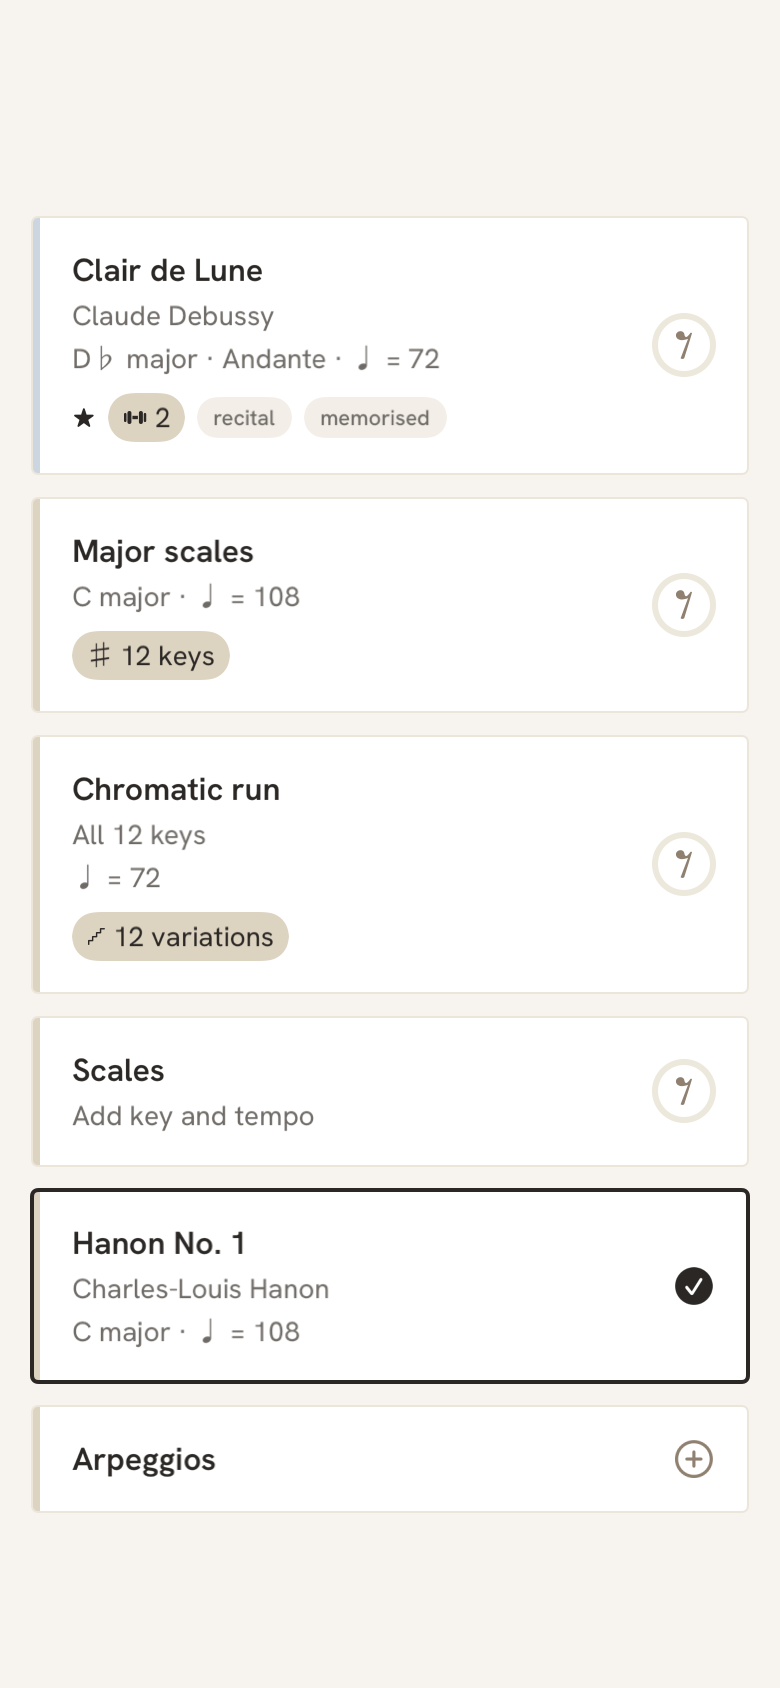 Clair de Lune
Claude Debussy
D♭ major · Andante · ♩ = 72
★ 2 recital memorised
Major scales
C major · ♩ = 108
♯ 12 keys
Chromatic run
All 12 keys
♩ = 72
12 variations
Scales
Add key and tempo
Hanon No. 1
Charles-Louis Hanon
C major · ♩ = 108
Arpeggios